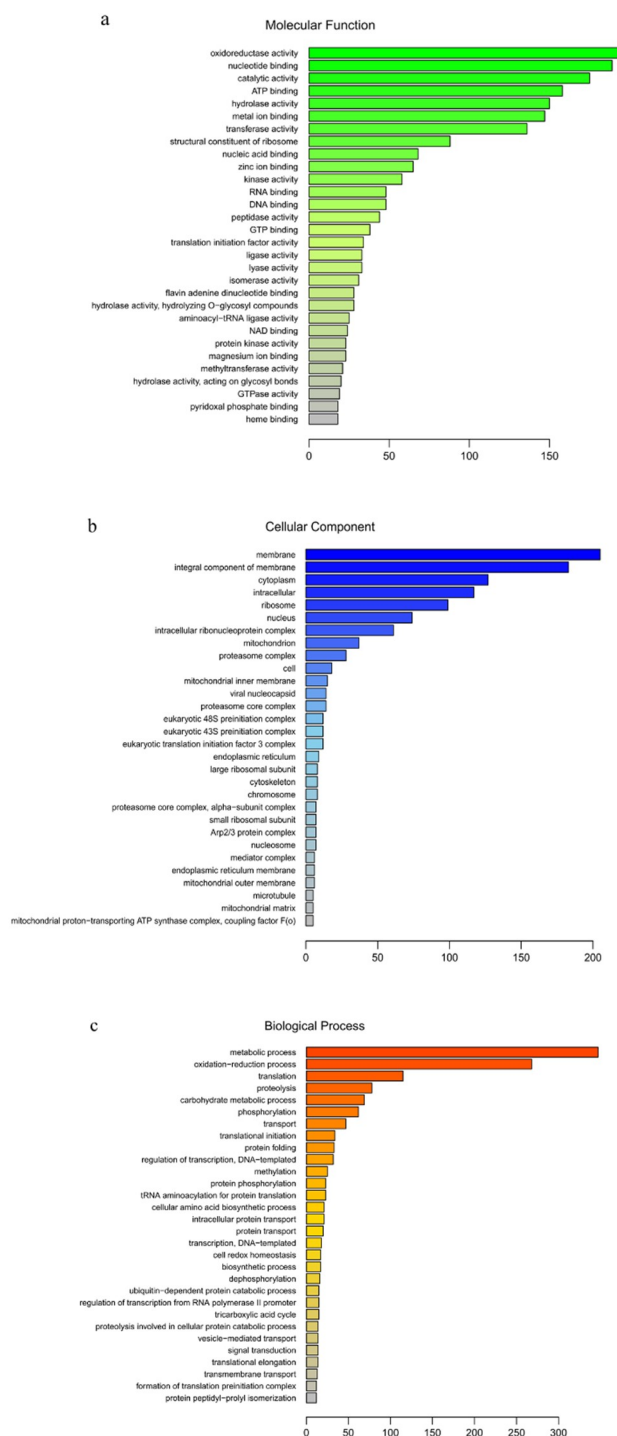 a
Molecular Function
oxidoreductase activity
nucleotide binding
catalytic activity
ATP binding
hydrolase activity
metal ion binding
transferase activity
structural constituent of ribosome
nucleic acid binding
zinc ion binding
kinase activity
RNA binding
DNA binding
peptidase activity
GTP binding
translation initiation factor activity
ligase activity
lyase activity
isomerase activity
flavin adenine dinucleotide binding
hydrolase activity, hydrolyzing O−glycosyl compounds
aminoacyl−tRNA ligase activity
NAD binding
protein kinase activity
magnesium ion binding
methyltransferase activity
hydrolase activity, acting on glycosyl bonds
GTPase activity
pyridoxal phosphate binding
heme binding
0 50 100 150
b
Cellular Component
membrane
integral component of membrane
cytoplasm
intracellular
ribosome
nucleus
intracellular ribonucleoprotein complex
mitochondrion
proteasome complex
cell
mitochondrial inner membrane
viral nucleocapsid
proteasome core complex
eukaryotic 48S preinitiation complex
eukaryotic 43S preinitiation complex
eukaryotic translation initiation factor 3 complex
endoplasmic reticulum
large ribosomal subunit
cytoskeleton
chromosome
proteasome core complex, alpha−subunit complex
small ribosomal subunit
Arp2/3 protein complex
nucleosome
mediator complex
endoplasmic reticulum membrane
mitochondrial outer membrane
microtubule
mitochondrial matrix
mitochondrial proton−transporting ATP synthase complex, coupling factor F(o)
0 50 100 150 200
c
Biological Process
metabolic process
oxidation−reduction process
translation
proteolysis
carbohydrate metabolic process
phosphorylation
transport
translational initiation
protein folding
regulation of transcription, DNA−templated
methylation
protein phosphorylation
tRNA aminoacylation for protein translation
cellular amino acid biosynthetic process
intracellular protein transport
protein transport
transcription, DNA−templated
cell redox homeostasis
biosynthetic process
dephosphorylation
ubiquitin−dependent protein catabolic process
regulation of transcription from RNA polymerase II promoter
tricarboxylic acid cycle
proteolysis involved in cellular protein catabolic process
vesicle−mediated transport
signal transduction
translational elongation
transmembrane transport
formation of translation preinitiation complex
protein peptidyl−prolyl isomerization
0 50 100 150 200 250 300